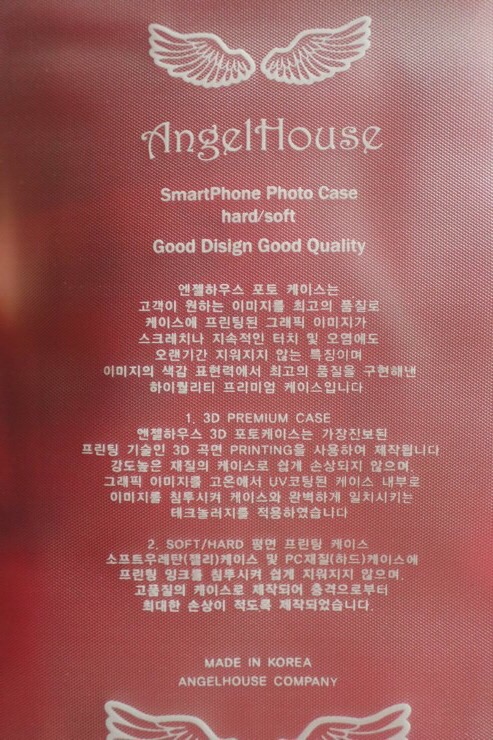 AngelHouse
SmartPhone Photo Case
hard/soft
Good Disign Good Quality
엔젤하우스 포토 케이스는
고객이 원하는 이미지를 최고의 품질로
케이스에 프린팅된 그래픽 이미지가
스크레치나 지속적인 터치 및 오염에도
오랜기간 지워지지 않는 특징이며
이미지의 색감 표현력에서 최고의 품질을 구현해낸
하이퀄리티 프리미엄 케이스입니다
1. 3D PREMIUM CASE
앤젤하우스 3D 포토케이스는 가장진보된
프린팅 기술인 3D 곡면 PRINTING을 사용하여 제작됩니다
강도높은 재질의 케이스로 쉽게 손상되지 않으며,
그래픽 이미지를 고온에서 UV코팅된 케이스 내부로
이미지를 침투시켜 케이스와 완벽하게 일치시키는
테크놀러지를 적용하였습니다
2. SOFT/HARD 평면 프린팅 케이스
소프트우레탄(젤리)케이스 및 PC재질(하드)케이스에
프린팅 잉크를 침투시켜 쉽게 지워지지 않으며,
고품질의 케이스로 제작되어 충격으로부터
최대한 손상이 적도록 제작되었습니다.
MADE IN KOREA
ANGELHOUSE COMPANY